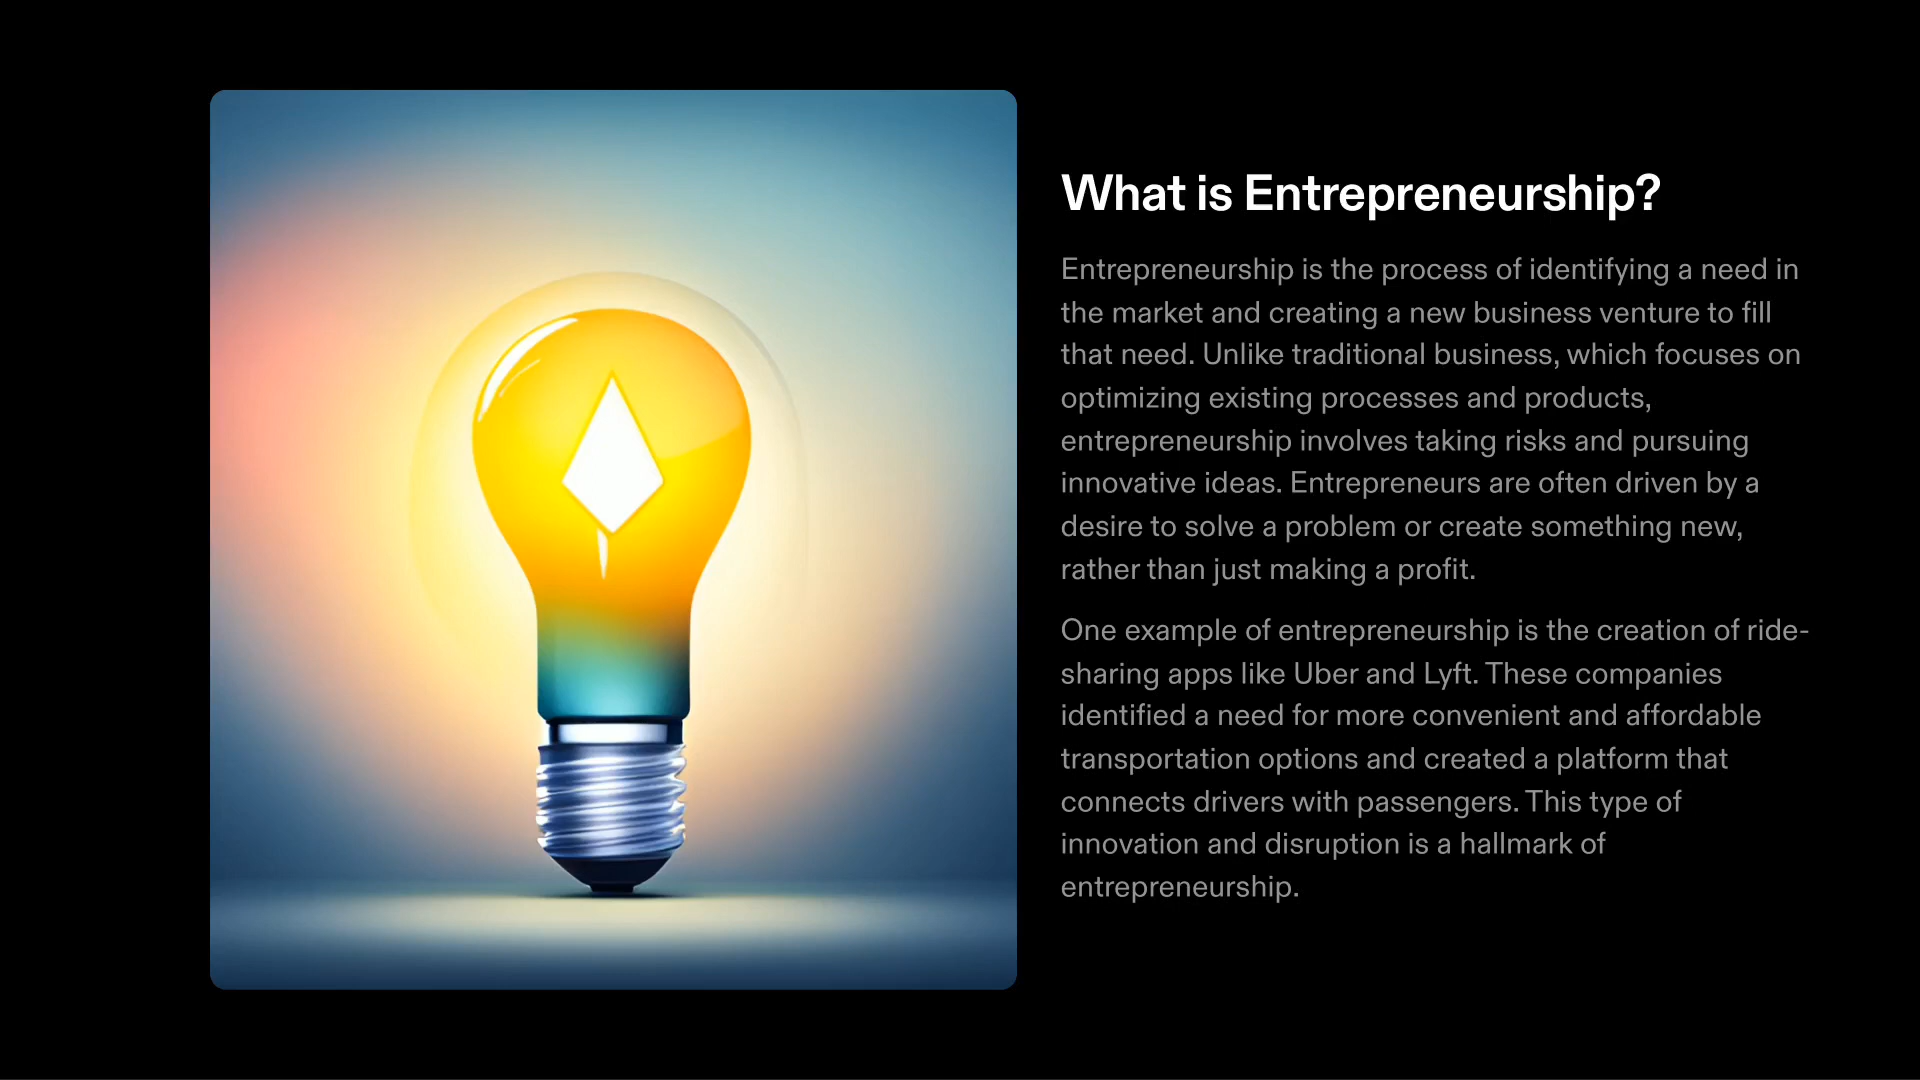 What is Entrepreneurship?
Entrepreneurship is the process of identifying a need in
the market and creating a new business venture to fill
that need. Unlike traditional business, which focuses on
optimizing existing processes and products,
entrepreneurship involves taking risks and pursuing
innovative ideas. Entrepreneurs are often driven by a
desire to solve a problem or create something new,
rather than just making a profit.
One example of entrepreneurship is the creation of ride-
sharing apps like Uber and Lyft. These companies
identified a need for more convenient and affordable
transportation options and created a platform that
connects drivers with passengers. This type of
innovation and disruption is a hallmark of
entrepreneurship.